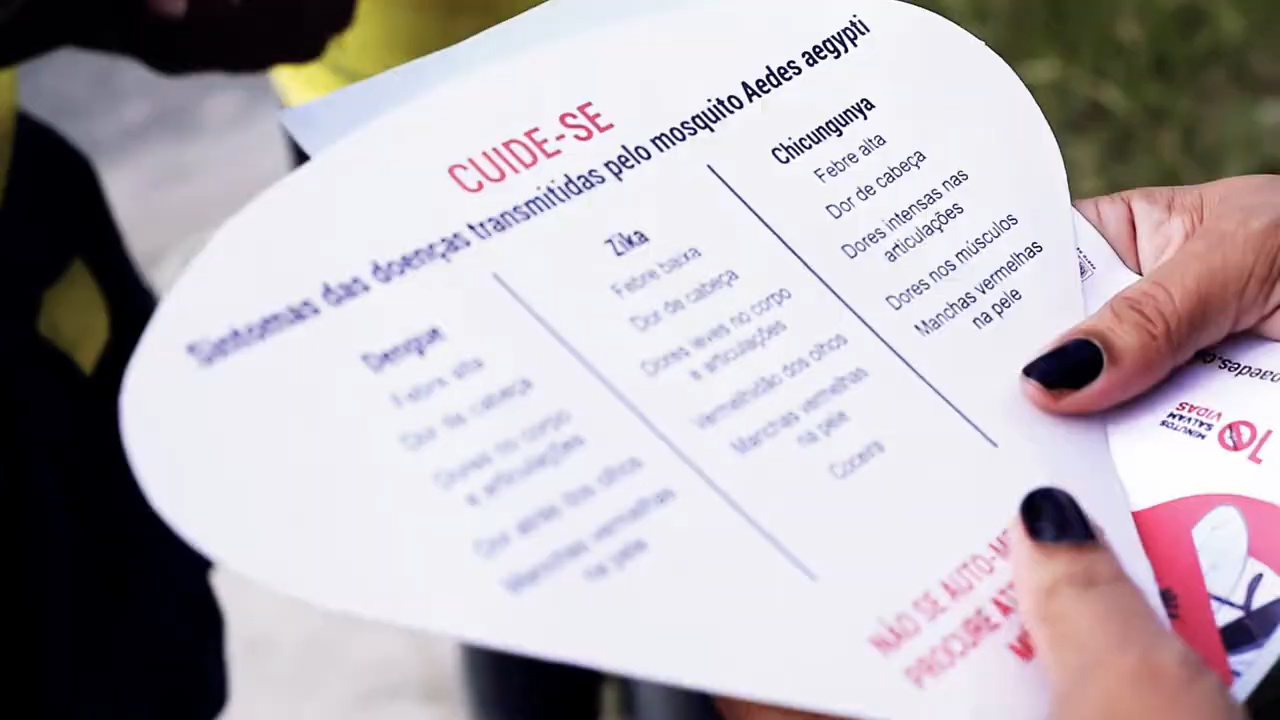 CUIDE-SE
Sintomas das doenças transmitidas pelo mosquito Aedes aegypti
Dengue
Febre alta
Dor de cabeça
Dores no corpo
e articulações
Dor atrás dos olhos
Manchas vermelhas
na pele
Zika
Febre baixa
Dor de cabeça
Dores leves no corpo
e articulações
Vermelhidão dos olhos
Manchas vermelhas
na pele
Coceira
Chicungunya
Febre alta
Dor de cabeça
Dores intensas nas
articulações
Dores nos músculos
Manchas vermelhas
na pele
NÃO SE AUTO-M
PROCURE
10
MINUTOS
SALVAM
VIDAS